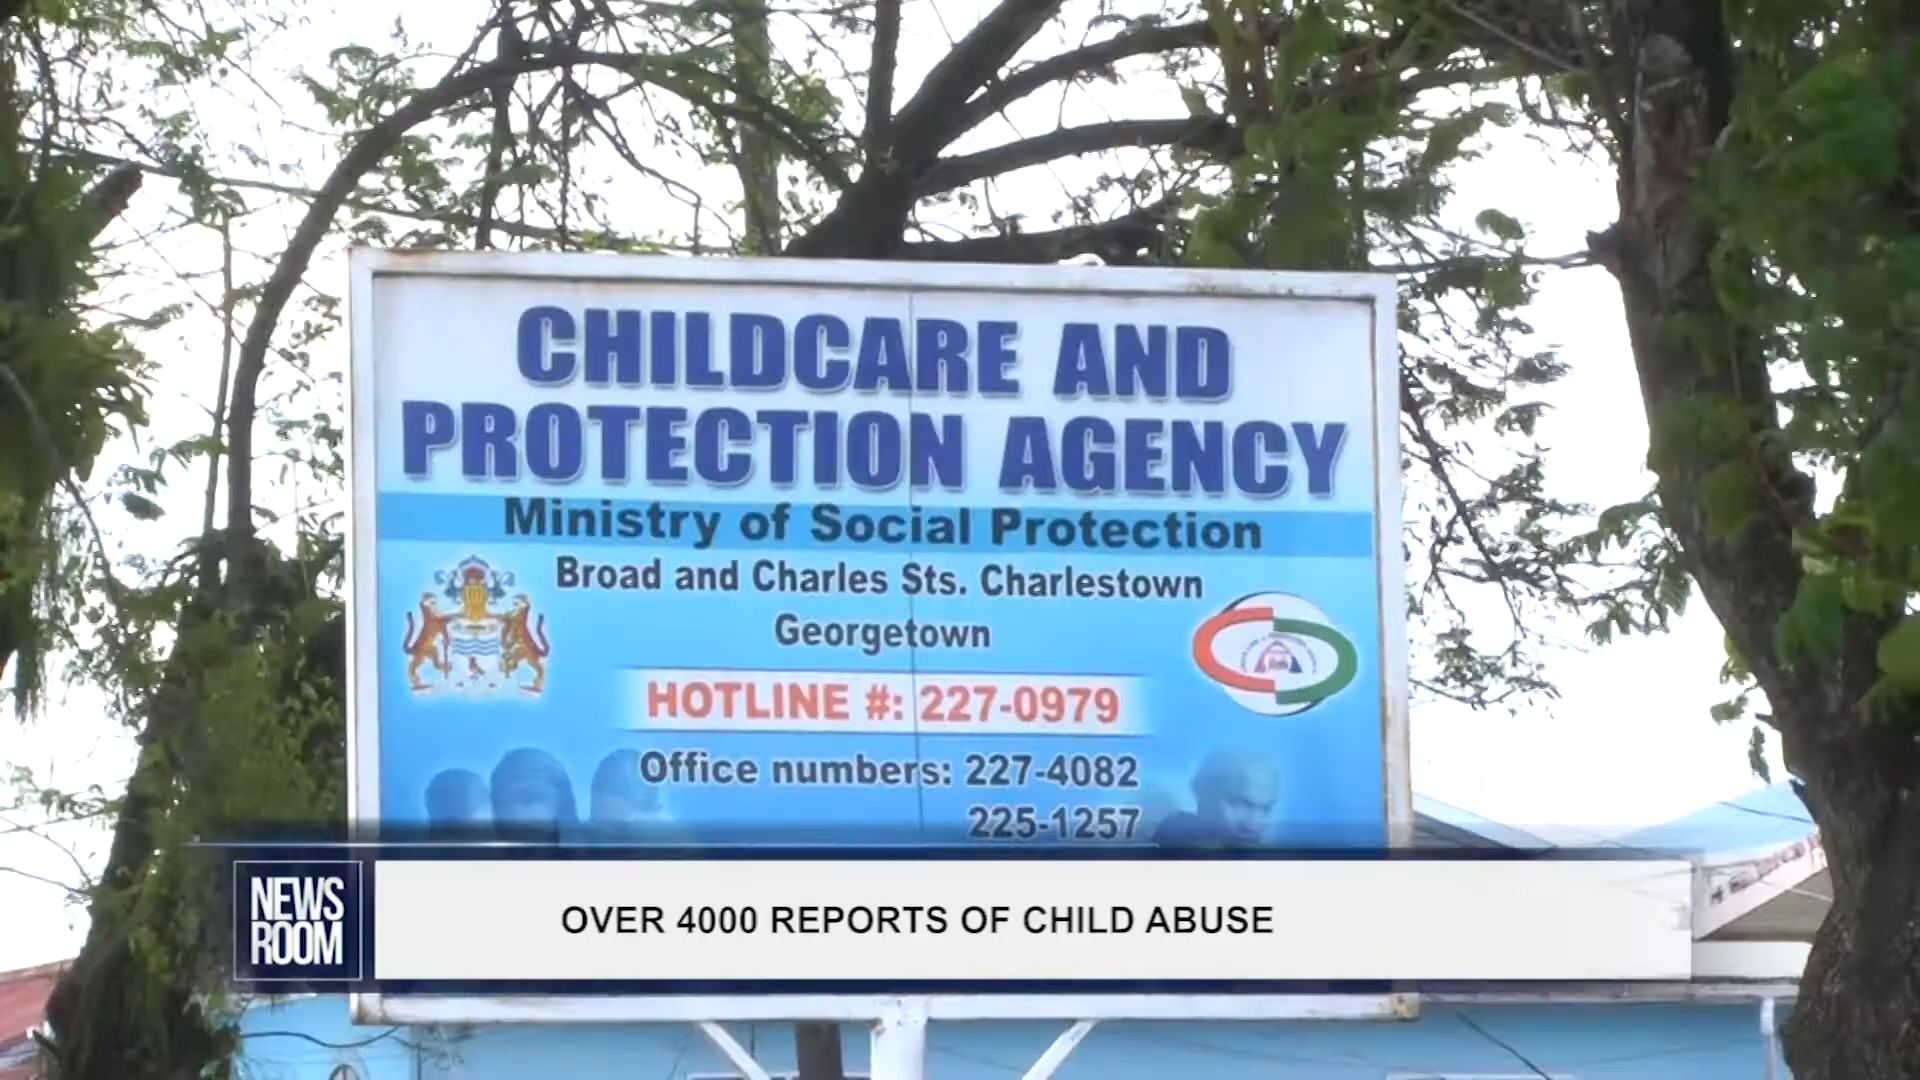 CHILDCARE AND
PROTECTION AGENCY
Ministry of Social Protection
Broad and Charles Sts. Charlestown
Georgetown
HOTLINE #: 227-0979
Office numbers: 227-4082
225-1257
NEWS
ROOM
OVER 4000 REPORTS OF CHILD ABUSE